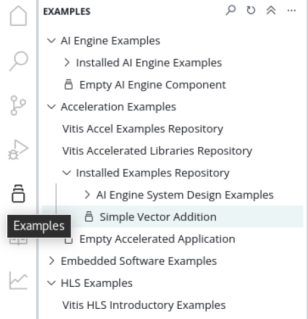 EXAMPLES
AI Engine Examples
Installed AI Engine Examples
Empty AI Engine Component
Acceleration Examples
Vitis Accel Examples Repository
Vitis Accelerated Libraries Repository
Installed Examples Repository
AI Engine System Design Examples
Simple Vector Addition
Examples
Empty Accelerated Application
Embedded Software Examples
HLS Examples
Vitis HLS Introductory Examples